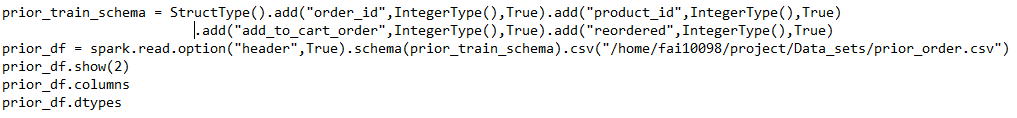 prior_train_schema = StructType().add("order_id",IntegerType(),True).add("product_id",IntegerType(),True)
.add("add_to_cart_order",IntegerType(),True).add("reordered",IntegerType(),True)
prior_df = spark.read.option("header",True).schema(prior_train_schema).csv("/home/fai10098/project/Data_sets/prior_order.csv")
prior_df.show(2)
prior_df.columns
prior_df.dtypes